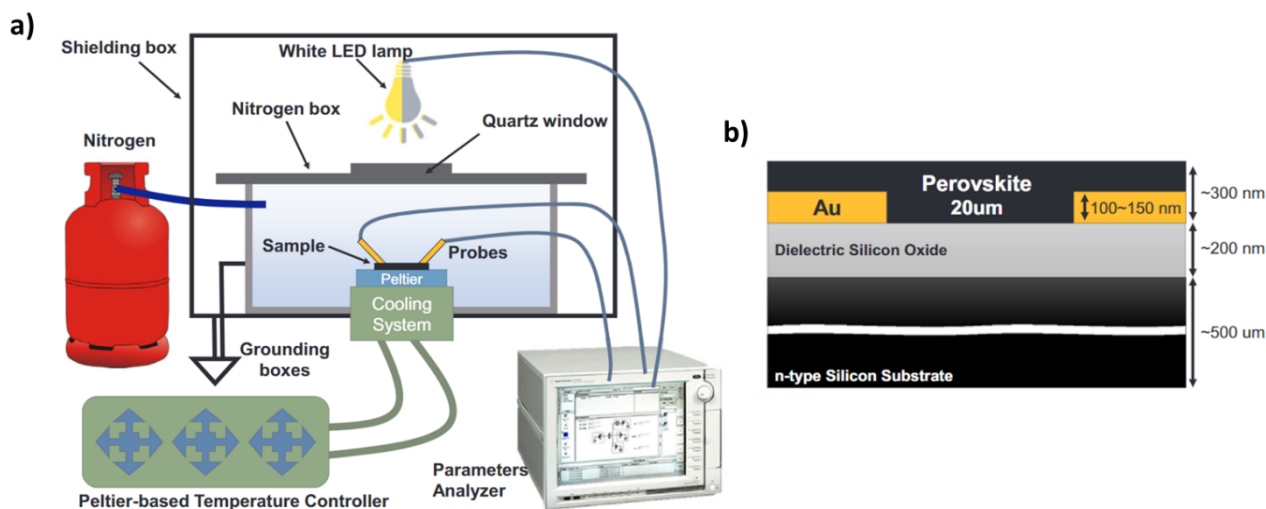 a)
Shielding box
White LED lamp
Nitrogen box
Quartz window
Nitrogen
Sample
Probes
Peltier
Cooling
System
Grounding
boxes
Parameters
Analyzer
Peltier-based Temperature Controller
b)
Perovskite
20um
Au
100~150 nm
~300 nm
Dielectric Silicon Oxide
~200 nm
~500 um
n-type Silicon Substrate